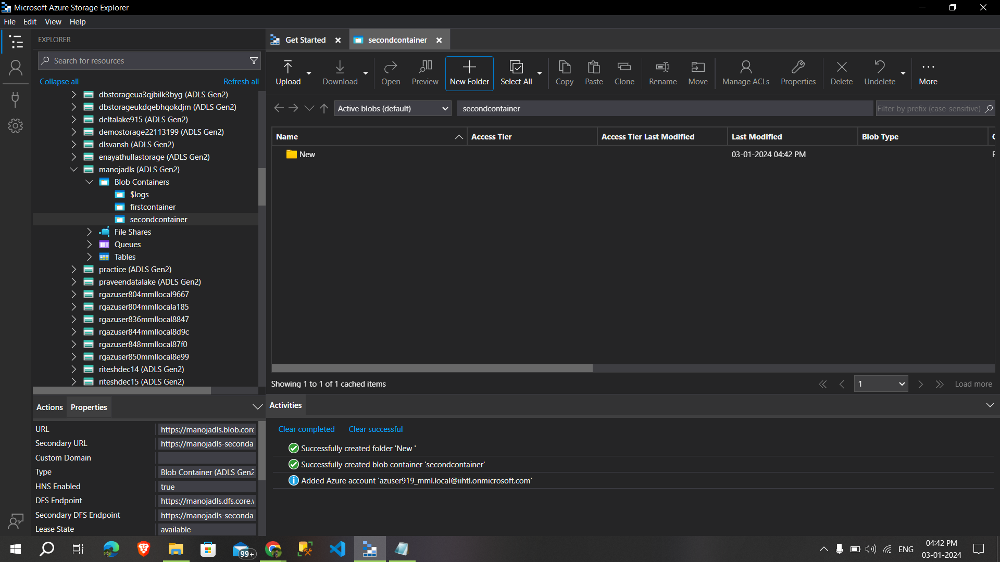 Microsoft Azure Storage Explorer
File Edit View Help
EXPLORER
Search for resources
Collapse all Refresh all
dbstorageua3qjbilk3byg (ADLS Gen2)
dbstorageukdqebhqokdjm (ADLS Gen2)
deltalake915 (ADLS Gen2)
demostorage22113199 (ADLS Gen2)
dlsvansh (ADLS Gen2)
enayathullastorage (ADLS Gen2)
manojadls (ADLS Gen2)
Blob Containers
$logs
firstcontainer
secondcontainer
File Shares
Queues
Tables
practice (ADLS Gen2)
praveendatalake (ADLS Gen2)
rgazuser804mmllocal9667
rgazuser804mmllocala185
rgazuser836mmllocal8847
rgazuser844mmllocal8d9c
rgazuser848mmllocal87f0
rgazuser850mmllocal8e99
riteshdec14 (ADLS Gen2)
riteshdec15 (ADLS Gen2)
Actions Properties
URL https://manojadls.blob.core
Secondary URL https://manojadls-seconda
Custom Domain
Type Blob Container (ADLS Gen2
HNS Enabled true
DFS Endpoint https://manojadls.dfs.core.
Secondary DFS Endpoint https://manojadls-seconda
Lease State available
Get Started secondcontainer
Upload Download Open Preview New Folder Select All Copy Paste Clone Rename Move Manage ACLs Properties Delete Undelete More
Active blobs (default) secondcontainer Filter by prefix (case-sensitive)
Name Access Tier Access Tier Last Modified Last Modified Blob Type
New 03-01-2024 04:42 PM
Showing 1 to 1 of 1 cached items 1 Load more
Activities
Clear completed Clear successful
Successfully created folder 'New '
Successfully created blob container 'secondcontainer'
Added Azure account 'azuser919_mml.local@iihtl.onmicrosoft.com'
99+ ENG 04:42 PM
03-01-2024